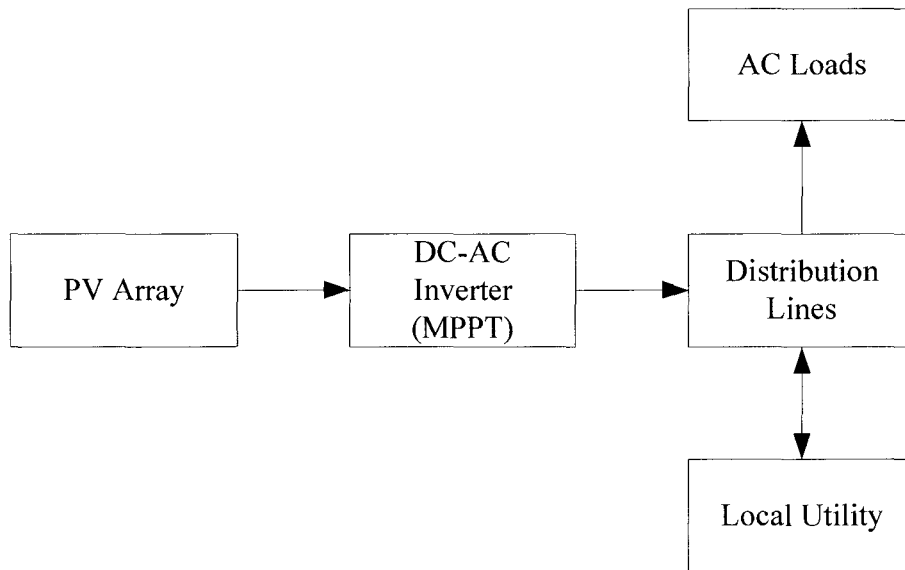 AC Loads
PV Array
DC-AC
Inverter
(MPPT)
Distribution
Lines
Local Utility